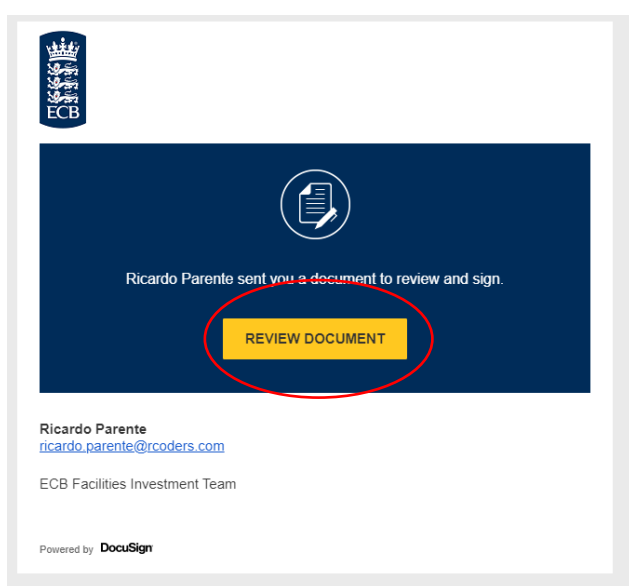 ECB
Ricardo Parente sent you a document to review and sign.
REVIEW DOCUMENT
Ricardo Parente
ricardo.parente@rcoders.com
ECB Facilities Investment Team
Powered by DocuSign